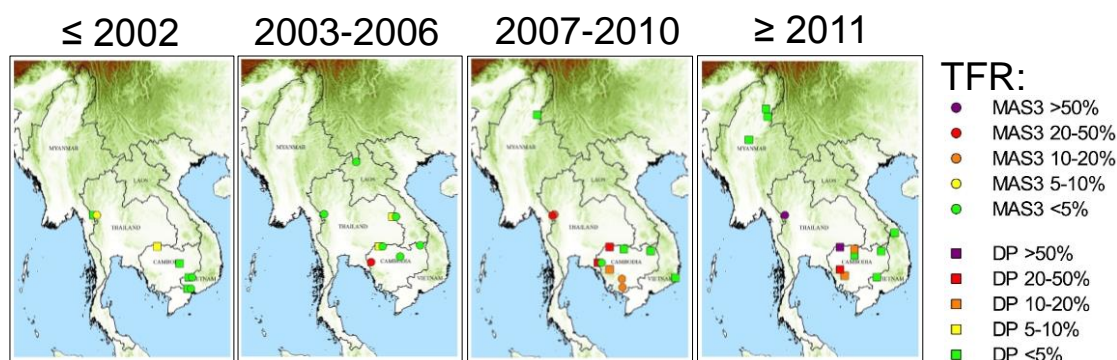 ≤ 2002 2003-2006 2007-2010 ≥ 2011
TFR:
MAS3 >50%
MAS3 20-50%
MAS3 10-20%
MAS3 5-10%
MAS3 <5%
DP >50%
DP 20-50%
DP 10-20%
DP 5-10%
DP <5%
MYANMAR
LAOS
THAILAND
VIETNAM
MYANMAR
LAOS
THAILAND
CAMBODIA
VIETNAM
MYANMAR
LAOS
THAILAND
CAMBODIA
VIETNAM
MYANMAR
LAOS
THAILAND
CAMBODIA
VIETNAM